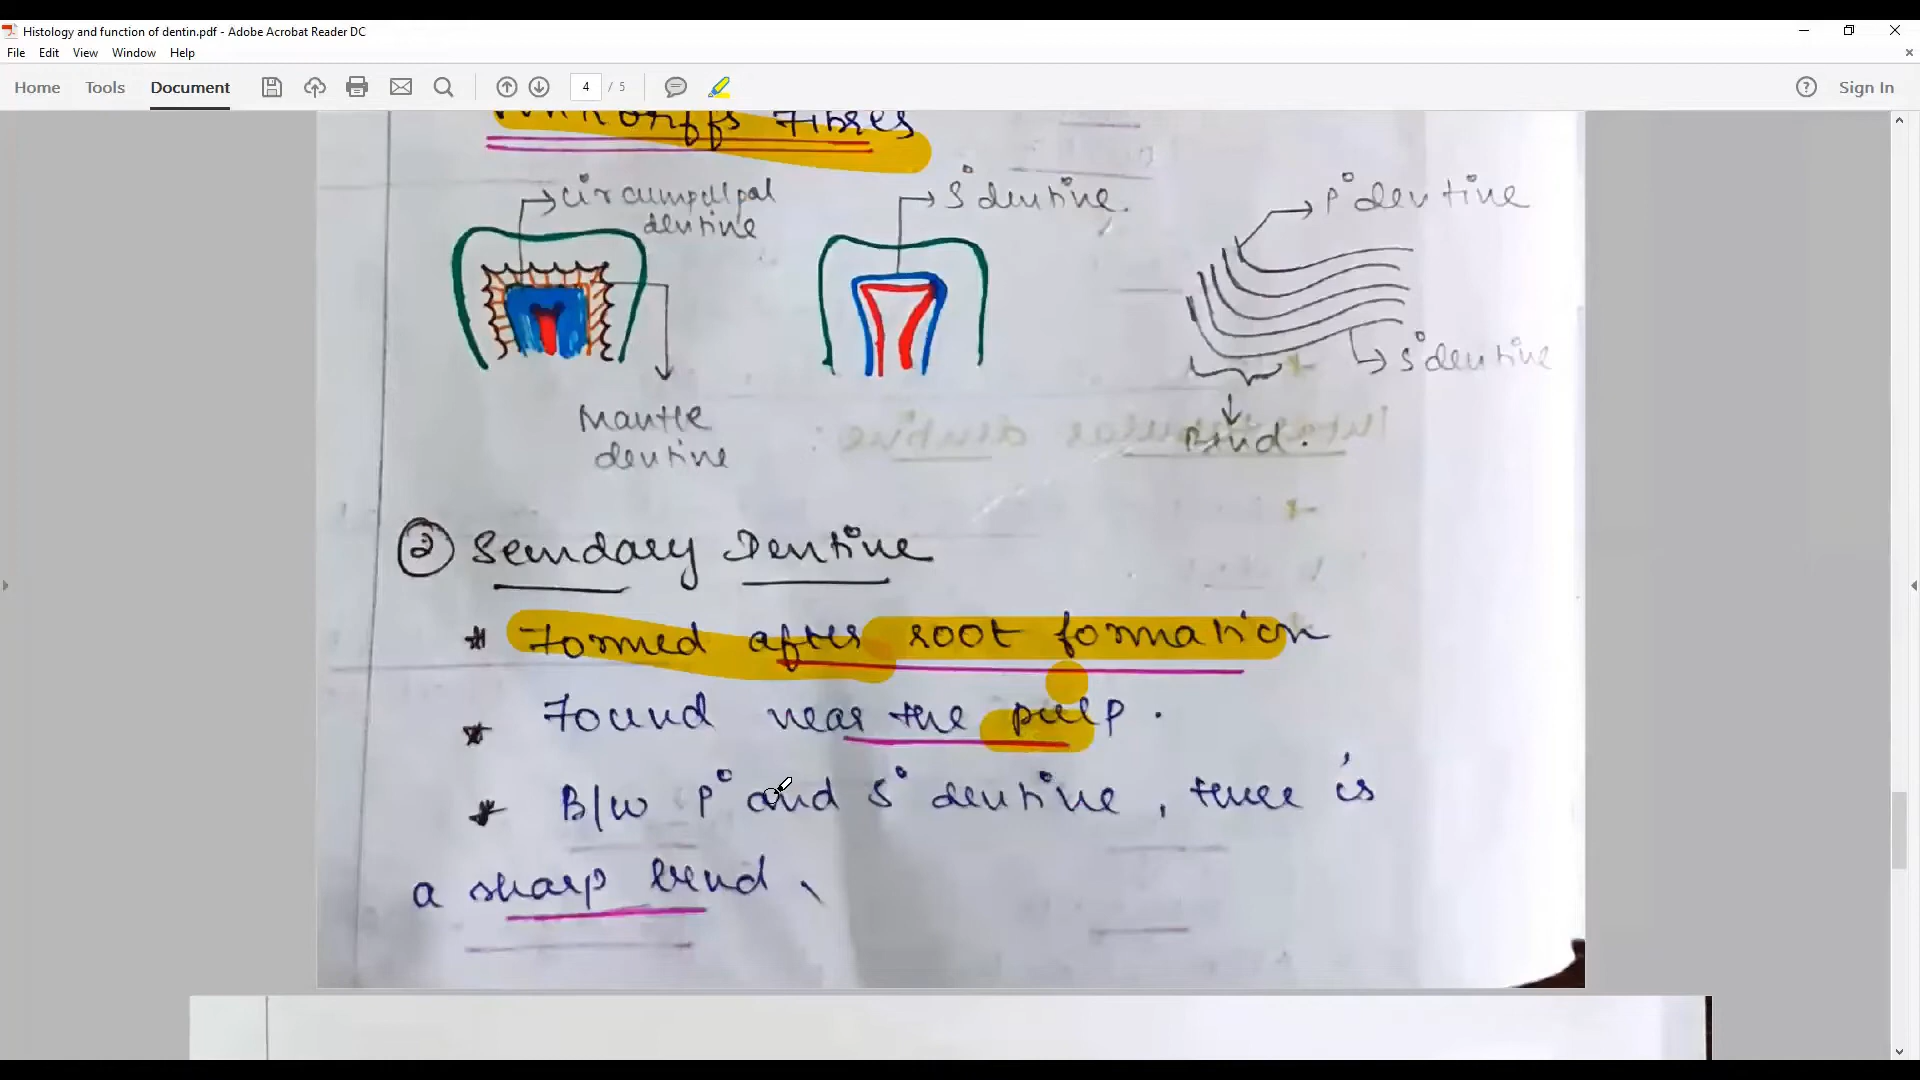 Histology and function of dentin.pdf - Adobe Acrobat Reader DC
File Edit View Window Help
Home Tools Document 4 / 5 Sign In
Fibres
circumpulpal
dentine
S° dentine.
P° dentine
S° dentine
Mantle
dentine
Bend.
② Secondary Dentine
* Formed after root formation
* Found near the pulp.
* B/w P° and S° dentine, there is
a sharp bend